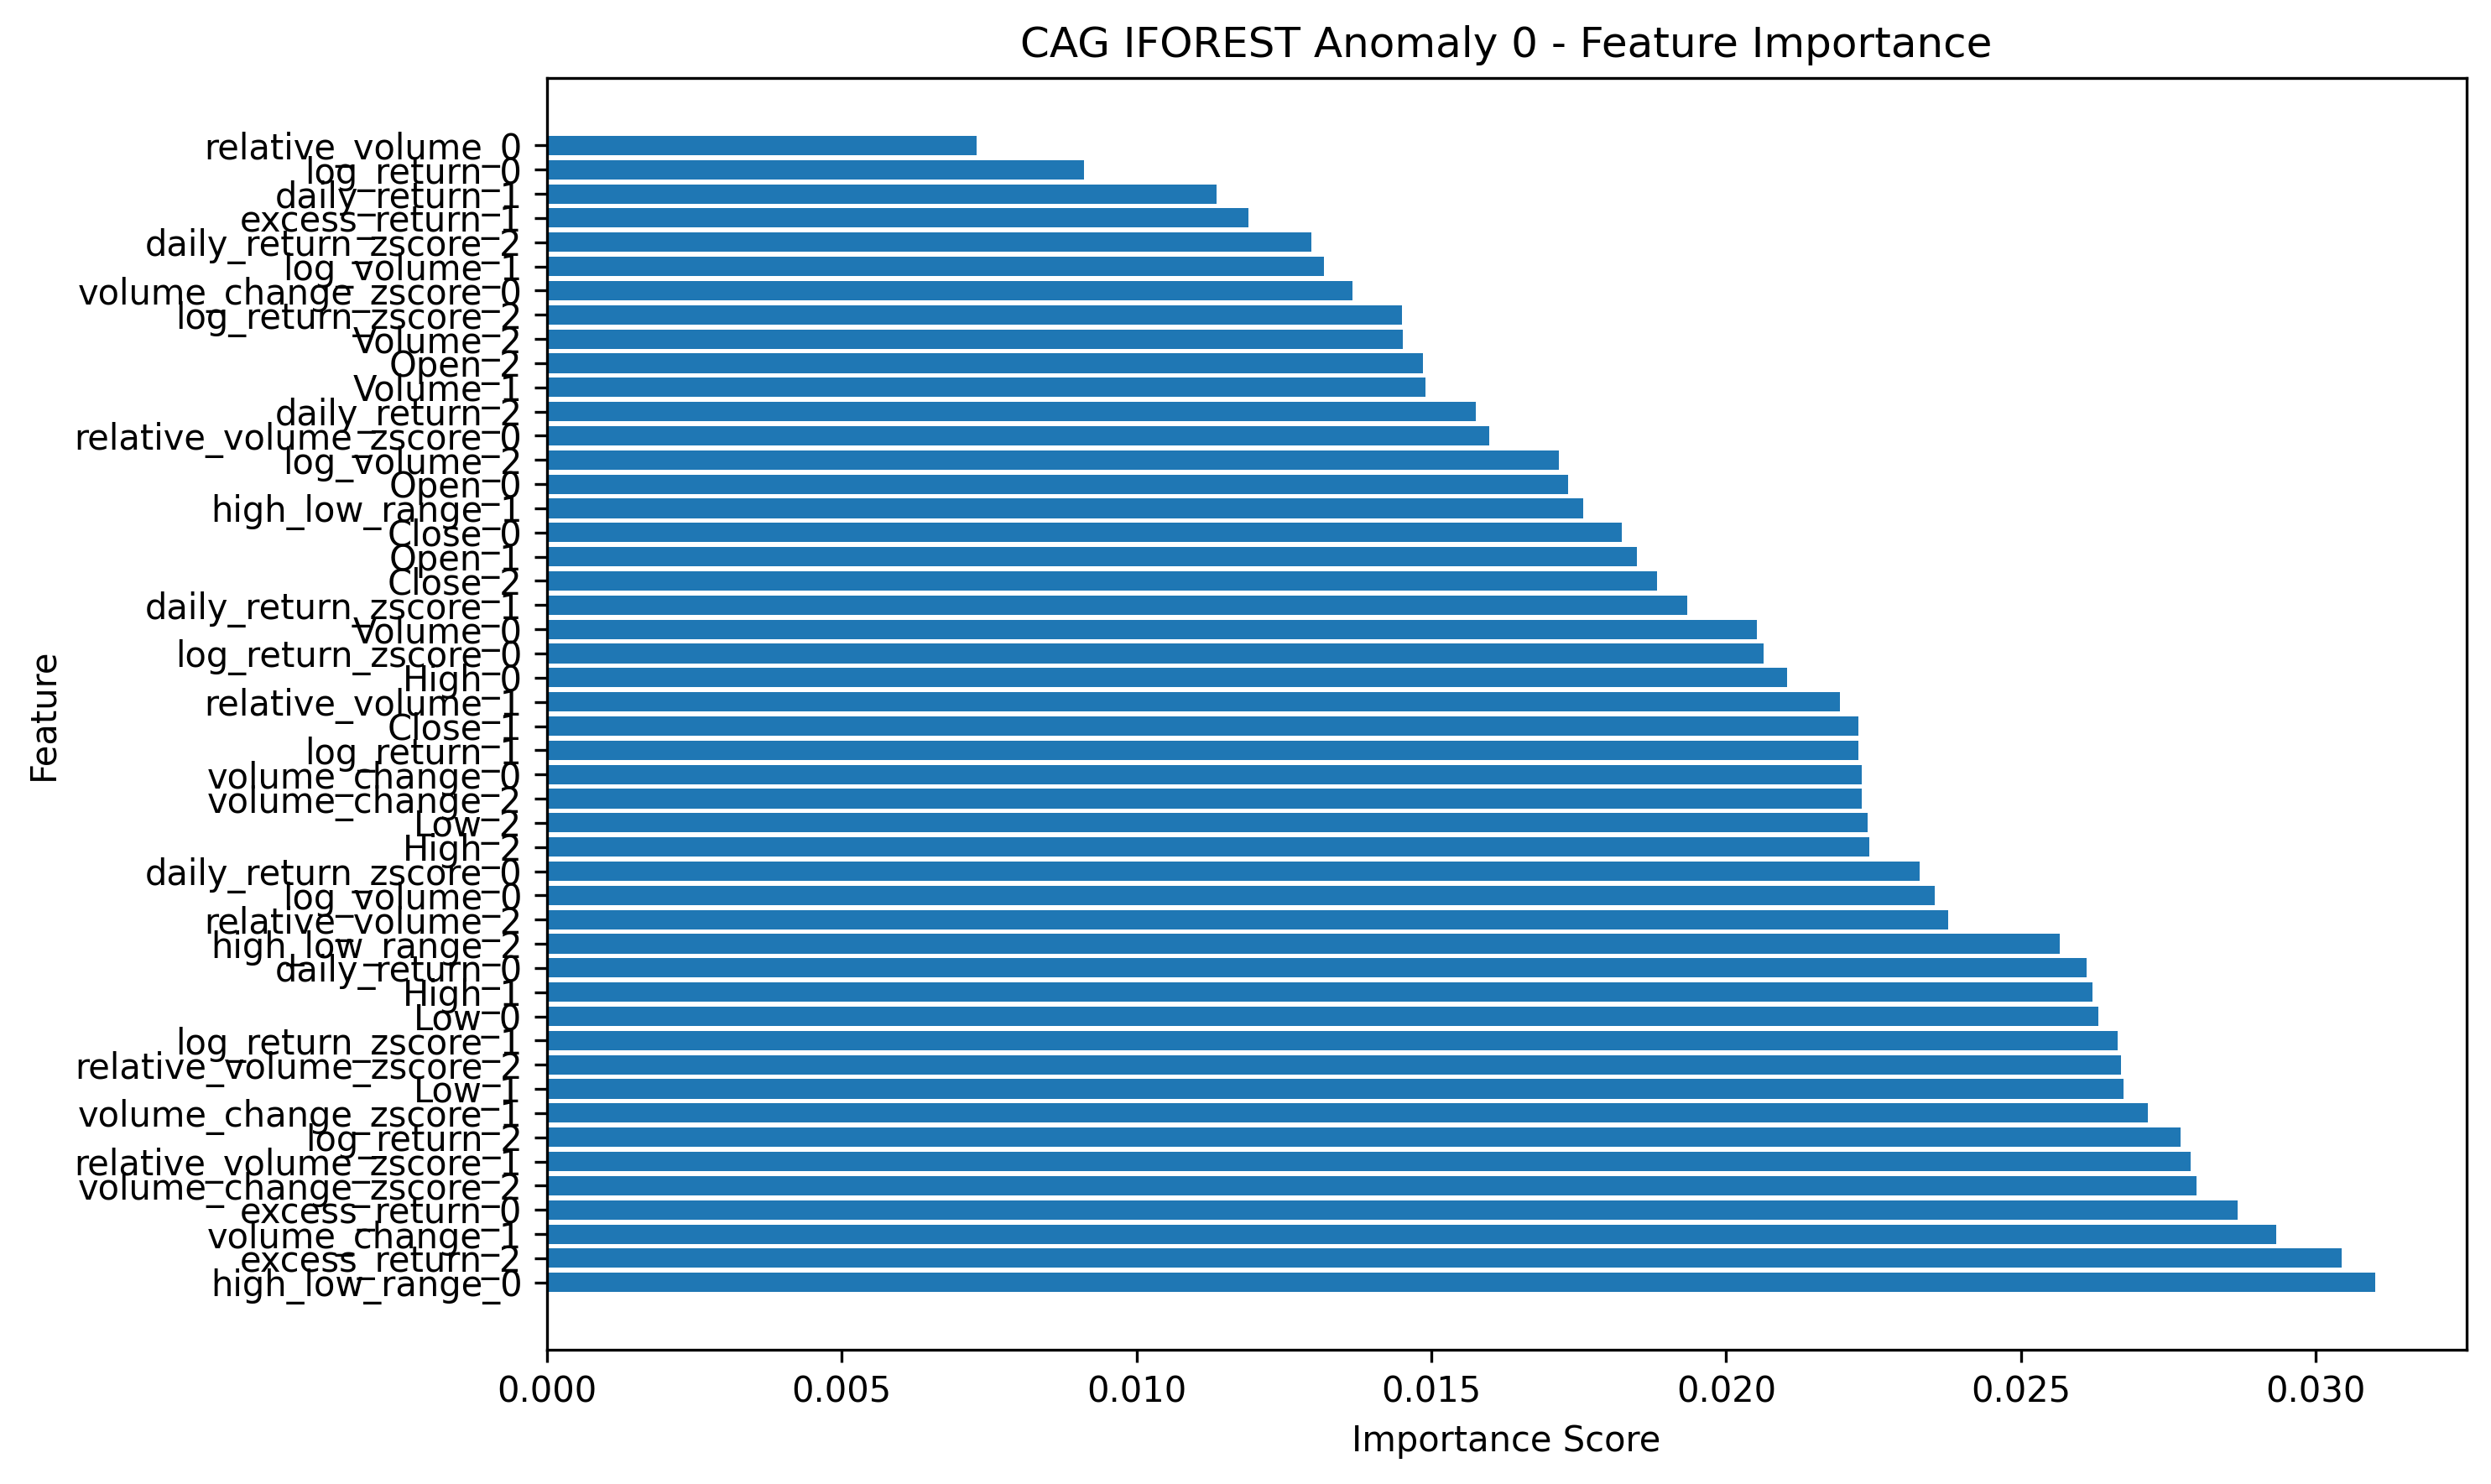 CAG IFOREST Anomaly 0 - Feature Importance
relative_volume_0
log_return_0
daily_return_1
excess_return_1
daily_return_zscore_2
log_volume_1
volume_change_zscore_0
log_return_zscore_2
Volume_2
Open_2
Volume_1
daily_return_2
relative_volume_zscore_0
log_volume_2
Open_0
high_low_range_1
Close_0
Open_1
Close_2
daily_return_zscore_1
Volume_0
log_return_zscore_0
High_0
relative_volume_1
Close_1
log_return_1
volume_change_0
volume_change_2
Low_2
High_2
daily_return_zscore_0
log_volume_0
relative_volume_2
high_low_range_2
daily_return_0
High_1
Low_0
log_return_zscore_1
relative_volume_zscore_2
Low_1
volume_change_zscore_1
log_return_2
relative_volume_zscore_1
volume_change_zscore_2
excess_return_0
volume_change_1
excess_return_2
high_low_range_0
Feature
0.000 0.005 0.010 0.015 0.020 0.025 0.030
Importance Score